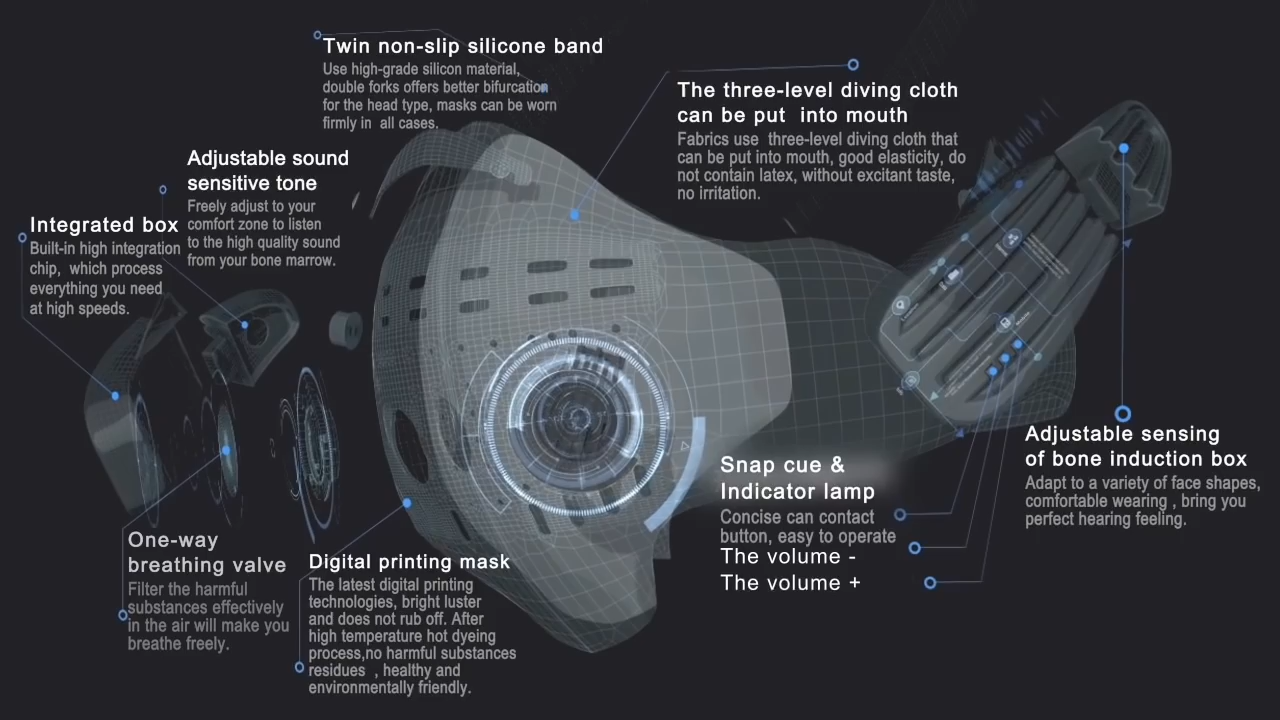 Twin non-slip silicone band
Use high-grade silicon material,
double forks offers better bifurcation
for the head type, masks can be worn
firmly in all cases.
The three-level diving cloth
can be put into mouth
Fabrics use three-level diving cloth that
can be put into mouth, good elasticity, do
not contain latex, without excitant taste,
no irritation.
Adjustable sound
sensitive tone
Freely adjust to your
comfort zone to listen
to the high quality sound
from your bone marrow.
Integrated box
Built-in high integration
chip, which process
everything you need
at high speeds.
Adjustable sensing
of bone induction box
Adapt to a variety of face shapes,
comfortable wearing , bring you
perfect hearing feeling.
Snap cue &
Indicator lamp
Concise can contact
button, easy to operate
The volume -
The volume +
One-way
breathing valve
Filter the harmful
substances effectively
in the air will make you
breathe freely.
Digital printing mask
The latest digital printing
technologies, bright luster
and does not rub off. After
high temperature hot dyeing
process,no harmful substances
residues , healthy and
environmentally friendly.